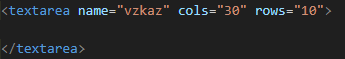 <textarea name="vzkaz" cols="30" rows="10">
</textarea>